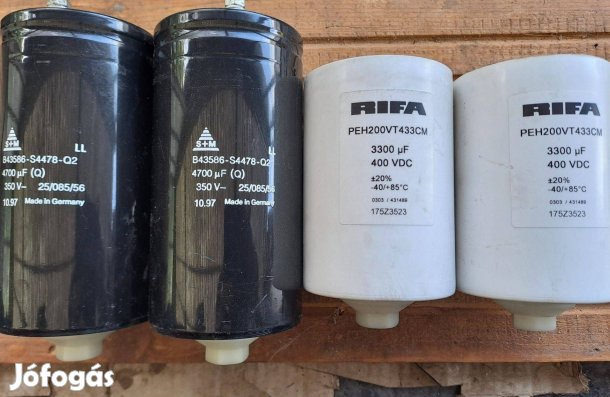 S+M
LL
B43586-S4478-Q2
4700 µF (Q)
350 V– 25/085/56
10.97 Made in Germany
S+M
LL
B43586-S4478-Q2
4700 µF (Q)
350 V– 25/085/56
10.97 Made in Germany
RIFA
PEH200VT433CM
3300 µF
400 VDC
±20%
-40/+85°C
0303 / 431489
175Z3523
RIFA
PEH200VT433CM
3300 µF
400 VDC
±20%
-40/+85°C
0303 / 431489
175Z3523
Jófogás